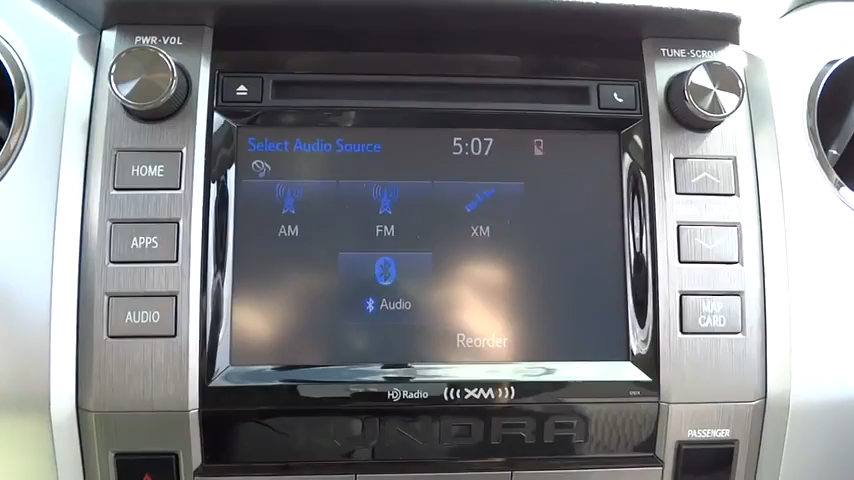 PWR·VOL
TUNE·SCROLL
Select Audio Source 5:07
HOME
APPS
AUDIO
AM FM XM
Audio
Reorder
MAP
CARD
HD Radio XM
TUNDRA
PASSENGER